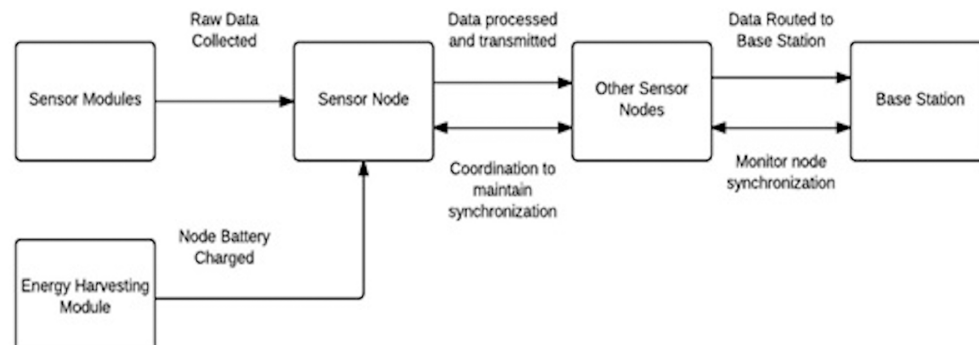 Raw Data
Collected
Data processed
and transmitted
Data Routed to
Base Station
Sensor Modules
Sensor Node
Other Sensor
Nodes
Base Station
Coordination to
maintain
synchronization
Monitor node
synchronization
Node Battery
Charged
Energy Harvesting
Module